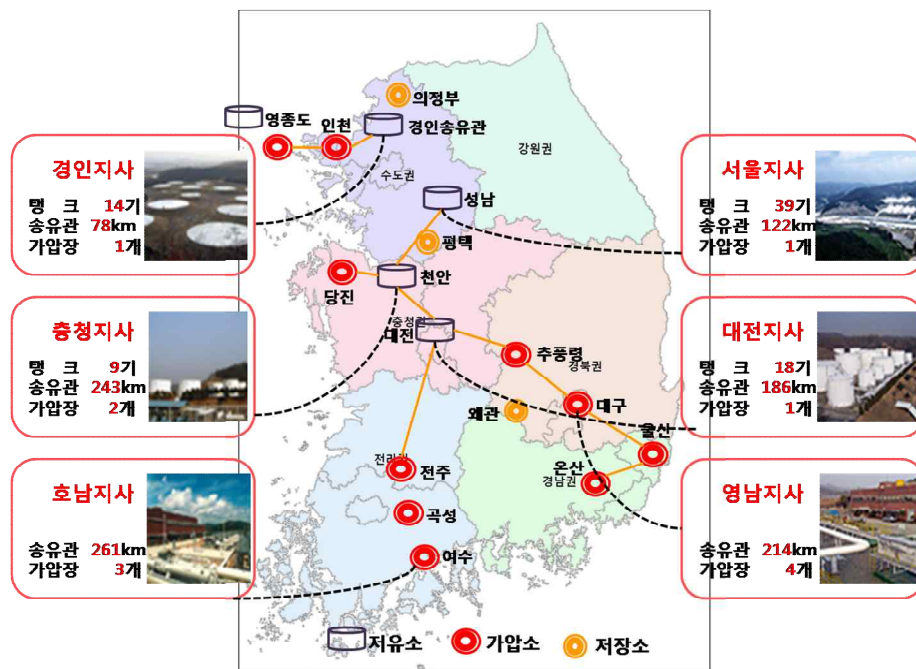 의정부
영종도
인천
경인송유관
강원권
수도권
성남
평택
천안
당진
충청권
대전
추풍령
경북권
대구
왜관
울산
온산
경남권
전라권
전주
곡성
여수
저유소
가압소
저장소
경인지사
탱 크 14기
송유관 78km
가압장 1개
충청지사
탱 크 9기
송유관 243km
가압장 2개
호남지사
송유관 261km
가압장 3개
서울지사
탱 크 39기
송유관 122km
가압장 1개
대전지사
탱 크 18기
송유관 186km
가압장 1개
영남지사
송유관 214km
가압장 4개